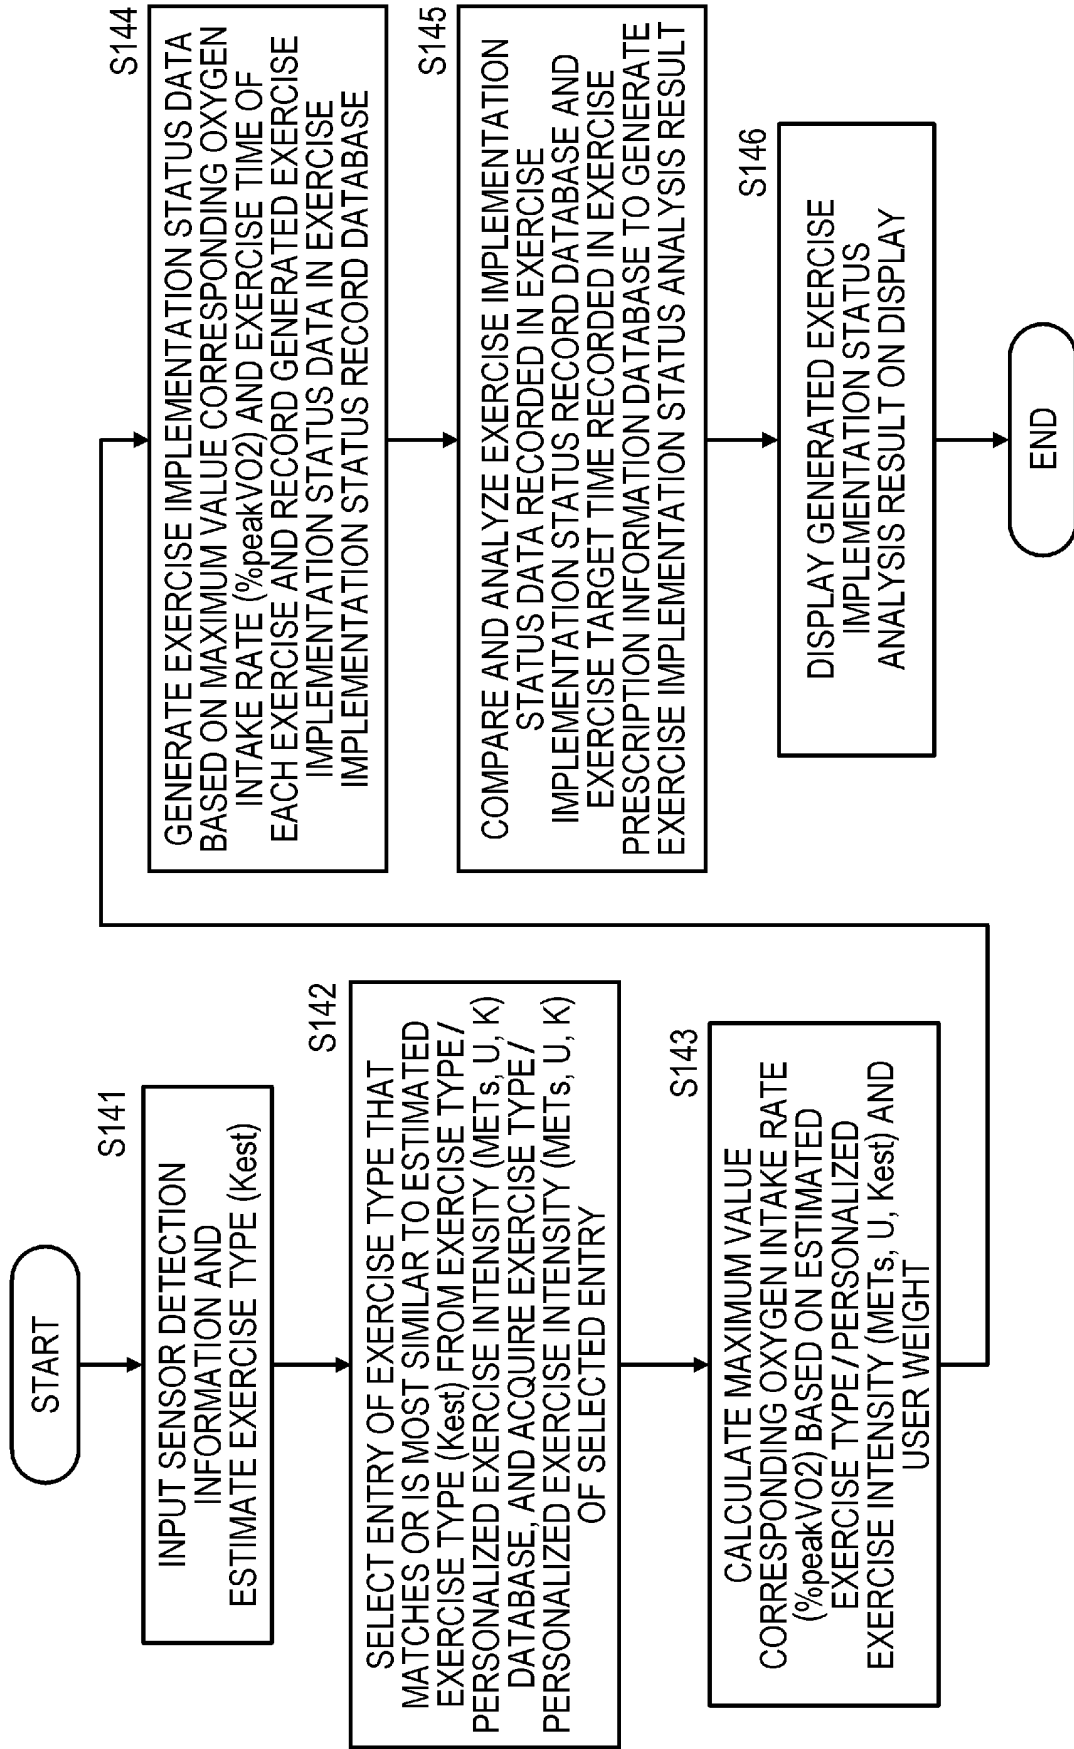 START
S141
INPUT SENSOR DETECTION
INFORMATION AND
ESTIMATE EXERCISE TYPE (Kest)
S142
SELECT ENTRY OF EXERCISE TYPE THAT
MATCHES OR IS MOST SIMILAR TO ESTIMATED
EXERCISE TYPE (Kest) FROM EXERCISE TYPE/
PERSONALIZED EXERCISE INTENSITY (METs, U, K)
DATABASE, AND ACQUIRE EXERCISE TYPE/
PERSONALIZED EXERCISE INTENSITY (METs, U, K)
OF SELECTED ENTRY
S143
CALCULATE MAXIMUM VALUE
CORRESPONDING OXYGEN INTAKE RATE
(%peakVO2) BASED ON ESTIMATED
EXERCISE TYPE/PERSONALIZED
EXERCISE INTENSITY (METs, U, Kest) AND
USER WEIGHT
S144
GENERATE EXERCISE IMPLEMENTATION STATUS DATA
BASED ON MAXIMUM VALUE CORRESPONDING OXYGEN
INTAKE RATE (%peakVO2) AND EXERCISE TIME OF
EACH EXERCISE AND RECORD GENERATED EXERCISE
IMPLEMENTATION STATUS DATA IN EXERCISE
IMPLEMENTATION STATUS RECORD DATABASE
S145
COMPARE AND ANALYZE EXERCISE IMPLEMENTATION
STATUS DATA RECORDED IN EXERCISE
IMPLEMENTATION STATUS RECORD DATABASE AND
EXERCISE TARGET TIME RECORDED IN EXERCISE
PRESCRIPTION INFORMATION DATABASE TO GENERATE
EXERCISE IMPLEMENTATION STATUS ANALYSIS RESULT
S146
DISPLAY GENERATED EXERCISE
IMPLEMENTATION STATUS
ANALYSIS RESULT ON DISPLAY
END